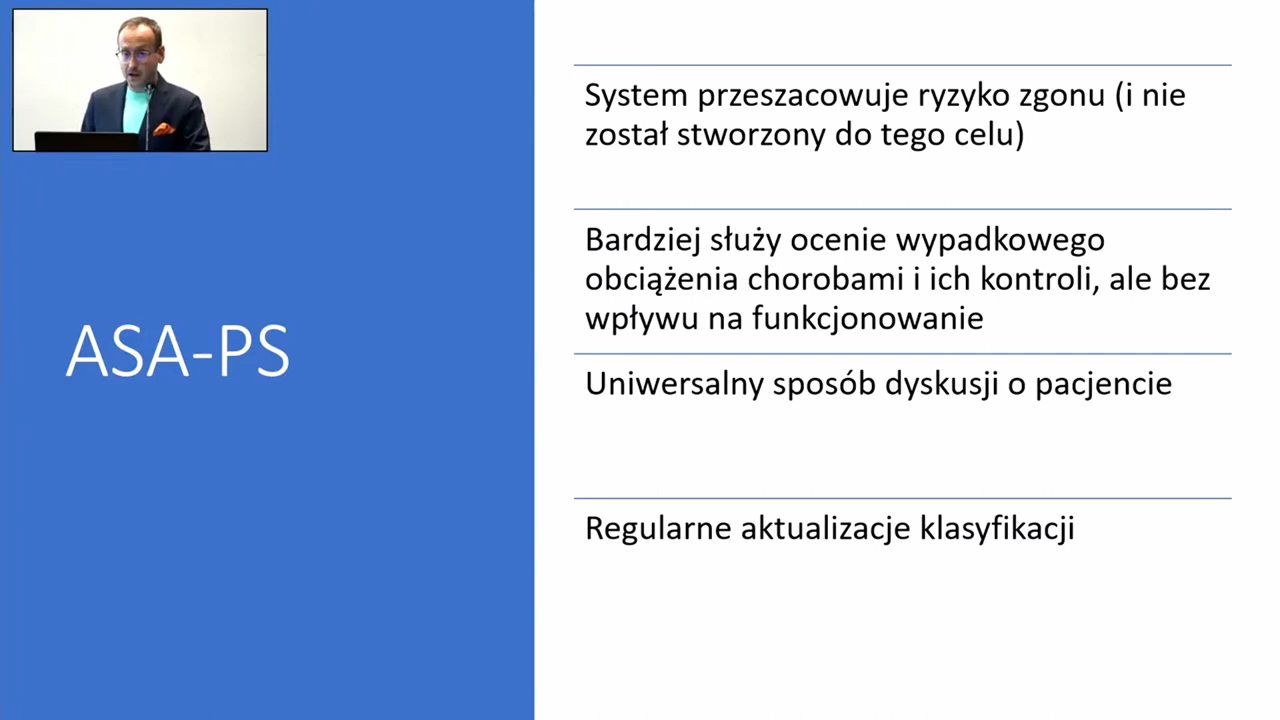 ASA-PS
System przeszacowuje ryzyko zgonu (i nie
został stworzony do tego celu)
Bardziej służy ocenie wypadkowego
obciążenia chorobami i ich kontroli, ale bez
wpływu na funkcjonowanie
Uniwersalny sposób dyskusji o pacjencie
Regularne aktualizacje klasyfikacji